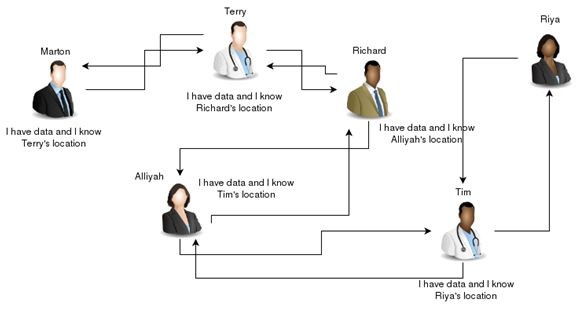 Terry
Riya
Marton
Richard
I have data and I know
Richard's location
I have data and I know
Terry's location
I have data and I know
Alliyah's location
Alliyah
I have data and I know
Tim's location
Tim
I have data and I know
Riya's location